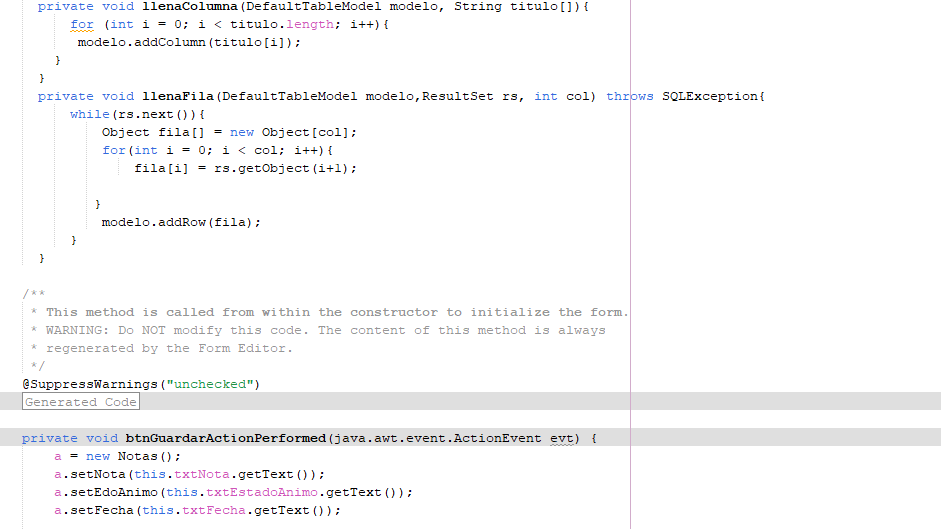 private void llenaColumna(DefaultTableModel modelo, String titulo[]){
for (int i = 0; i < titulo.length; i++){
modelo.addColumn(titulo[i]);
}
}
private void llenaFila(DefaultTableModel modelo,ResultSet rs, int col) throws SQLException{
while(rs.next()){
Object fila[] = new Object[col];
for(int i = 0; i < col; i++){
fila[i] = rs.getObject(i+1);
}
modelo.addRow(fila);
}
}
/**
* This method is called from within the constructor to initialize the form.
* WARNING: Do NOT modify this code. The content of this method is always
* regenerated by the Form Editor.
*/
@SuppressWarnings("unchecked")
Generated Code
private void btnGuardarActionPerformed(java.awt.event.ActionEvent evt) {
a = new Notas();
a.setNota(this.txtNota.getText());
a.setEdoAnimo(this.txtEstadoAnimo.getText());
a.setFecha(this.txtFecha.getText());